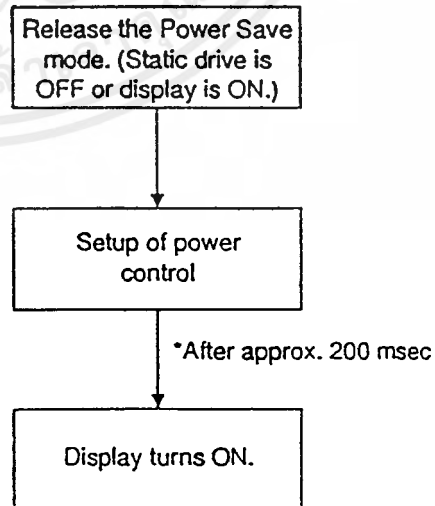 Release the Power Save
mode. (Static drive is
OFF or display is ON.)
Setup of power
control
*After approx. 200 msec
Display turns ON.